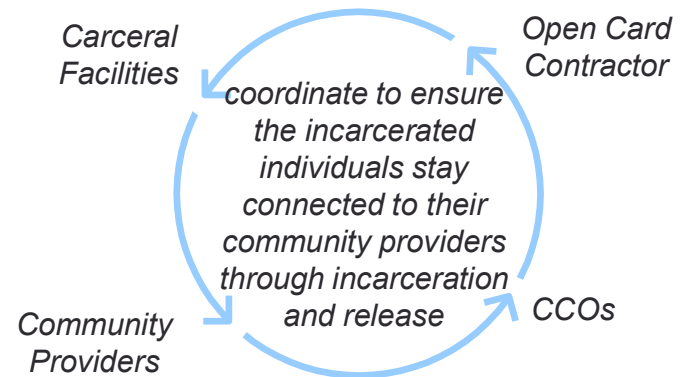 Carceral
Facilities
Open Card
Contractor
coordinate to ensure
the incarcerated
individuals stay
connected to their
community providers
through incarceration
and release
Community
Providers
CCOs